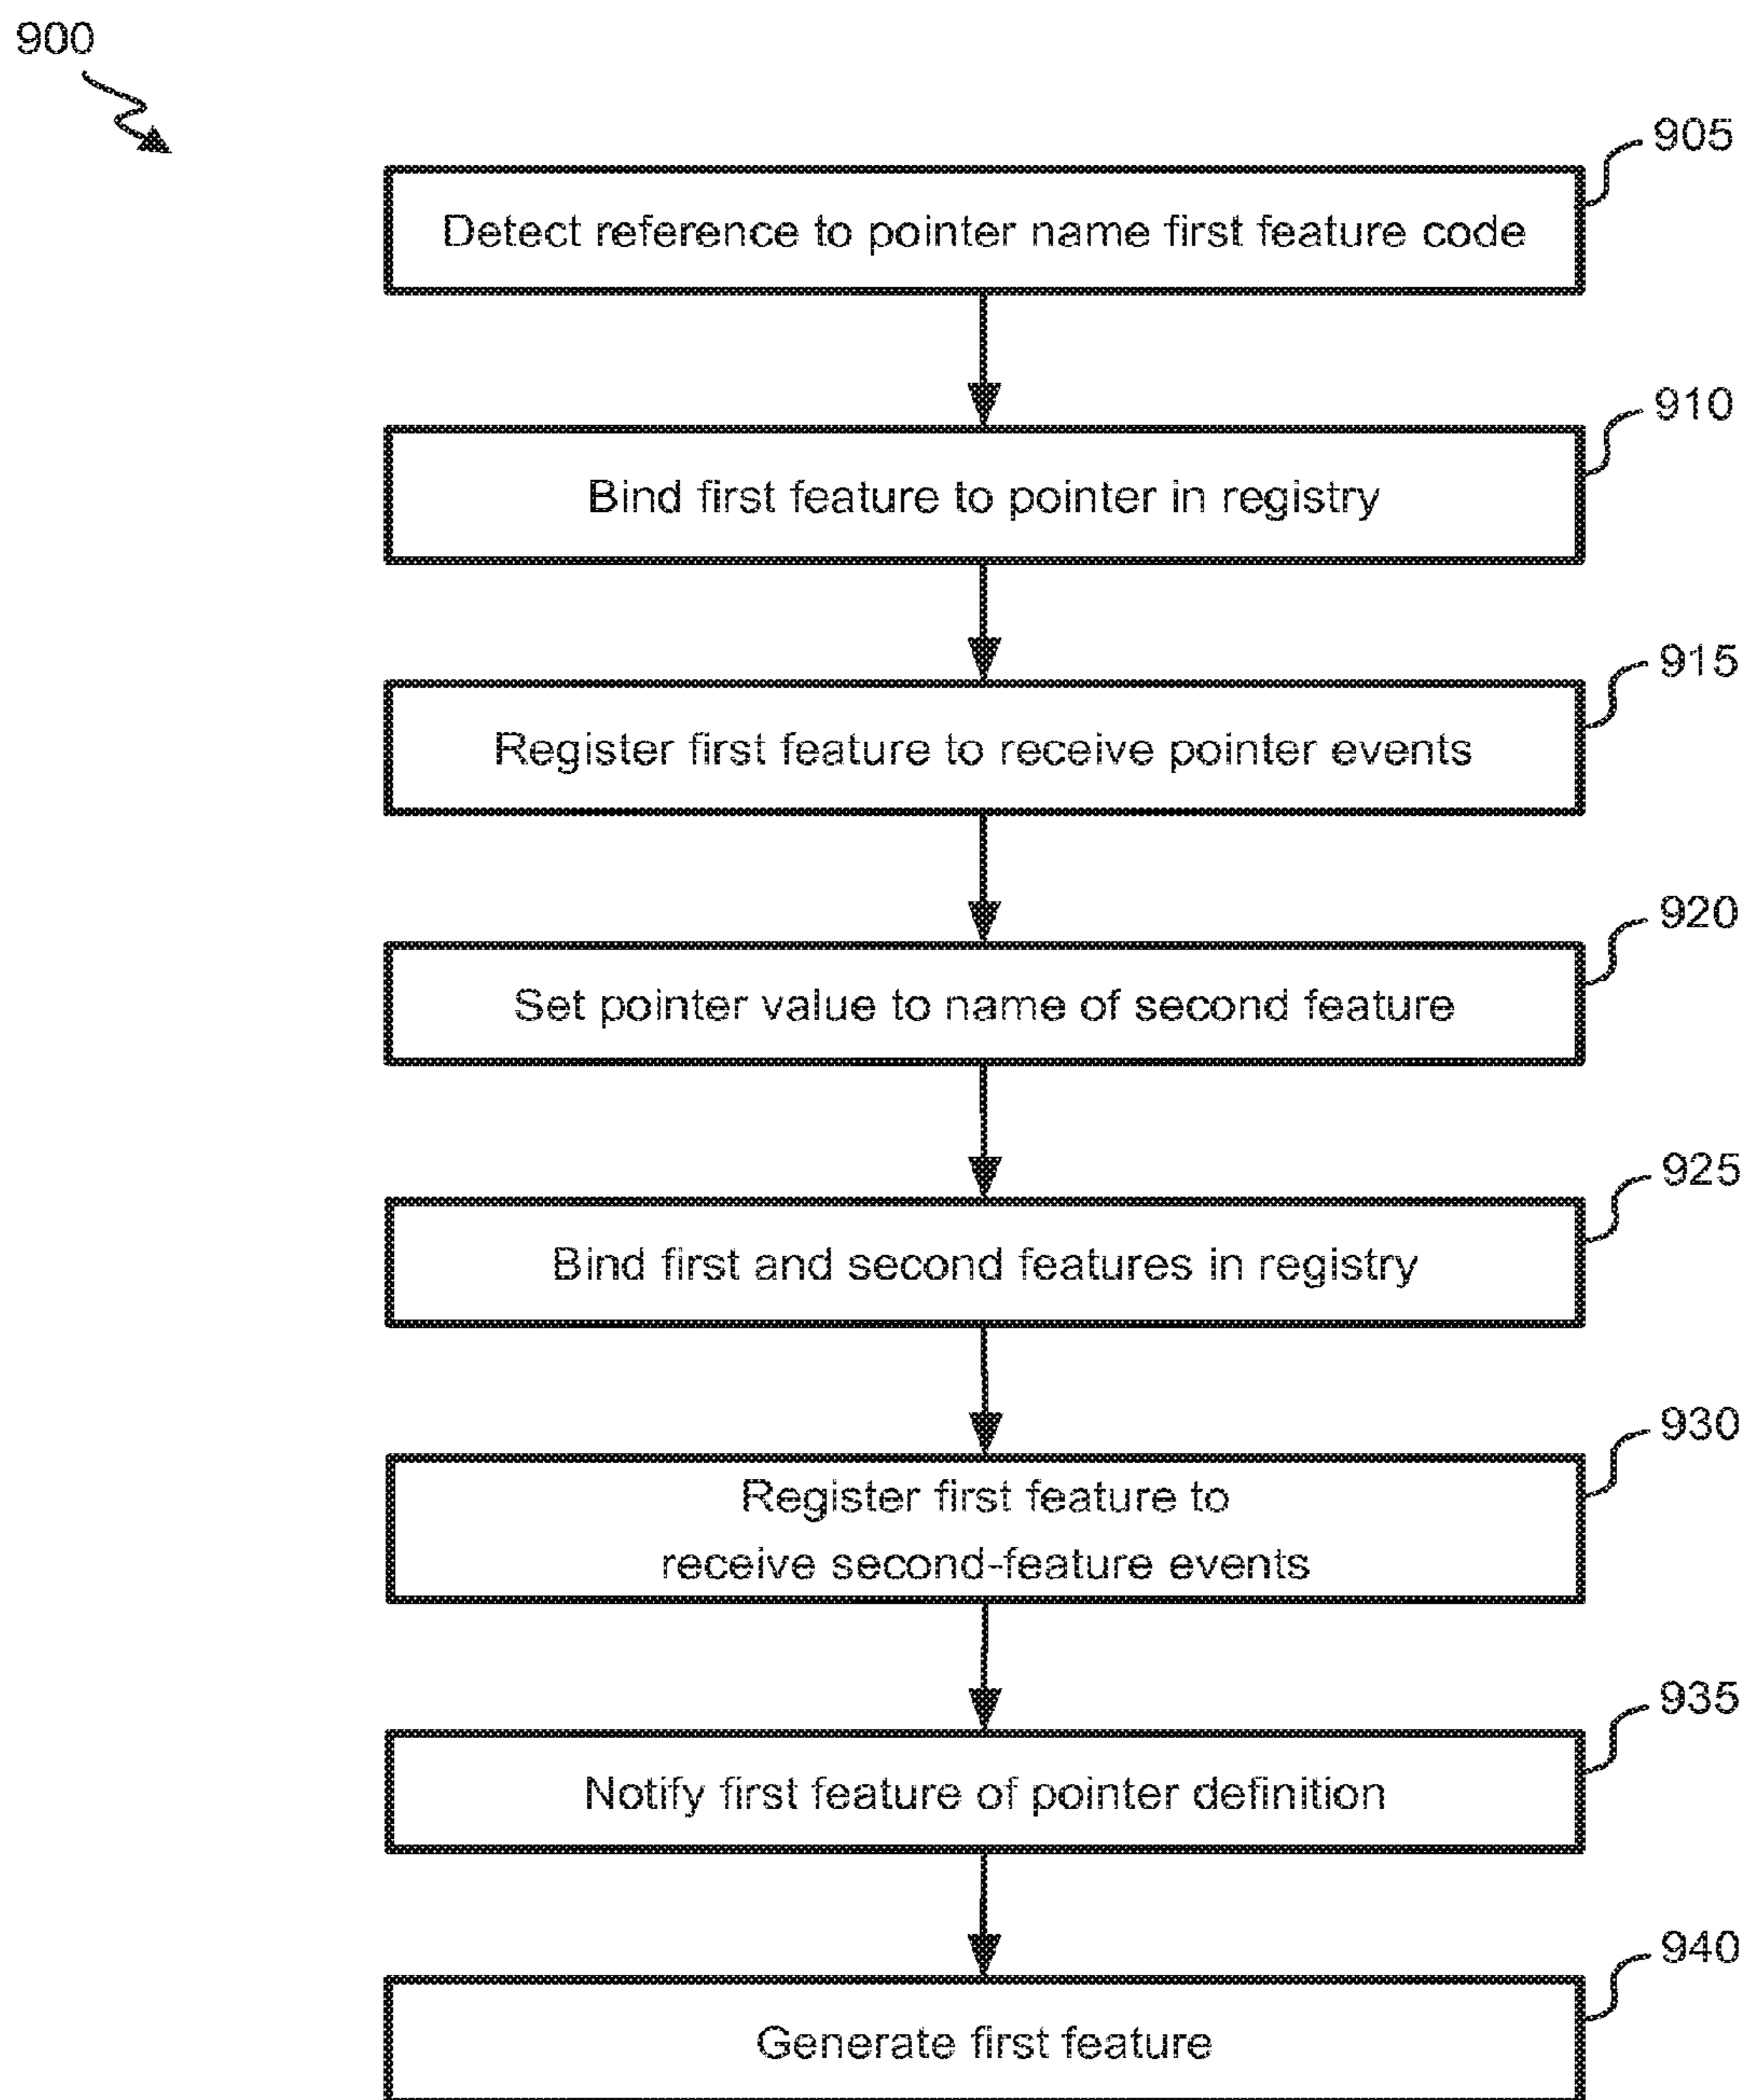 900
905
Detect reference to pointer name first feature code
910
Bind first feature to pointer in registry
915
Register first feature to receive pointer events
920
Set pointer value to name of second feature
925
Bind first and second features in registry
930
Register first feature to
receive second-feature events
935
Notify first feature of pointer definition
940
Generate first feature